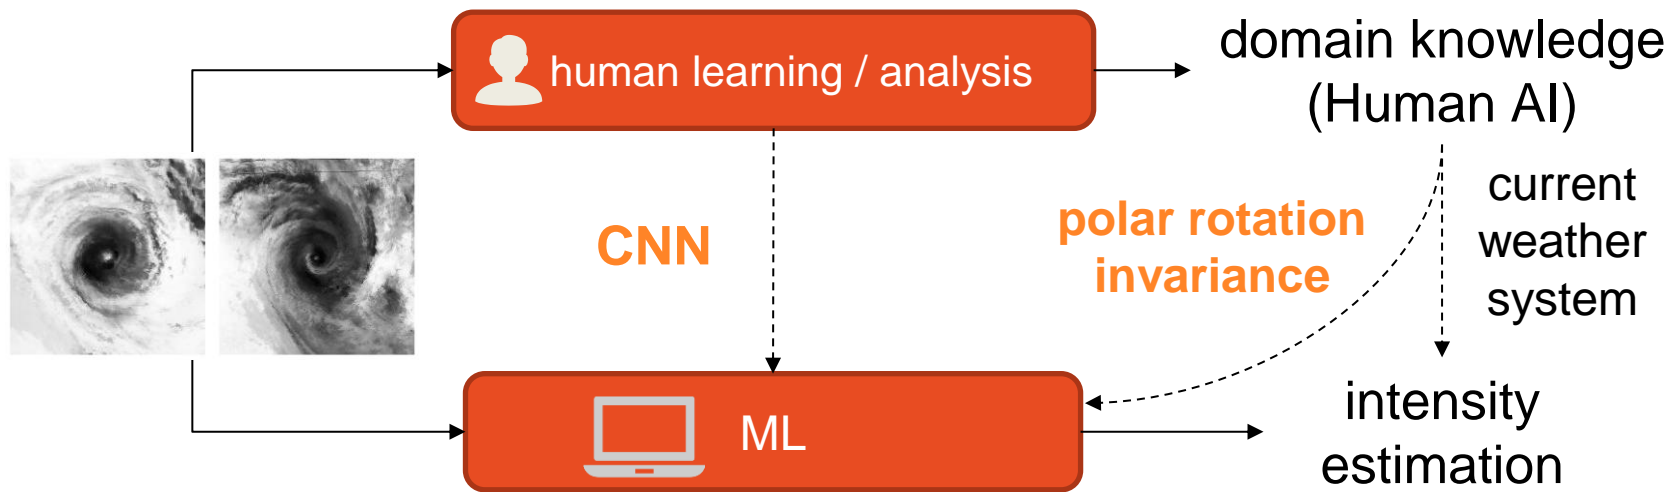 human learning / analysis
domain knowledge
(Human AI)
CNN
polar rotation
invariance
current
weather
system
ML
intensity
estimation